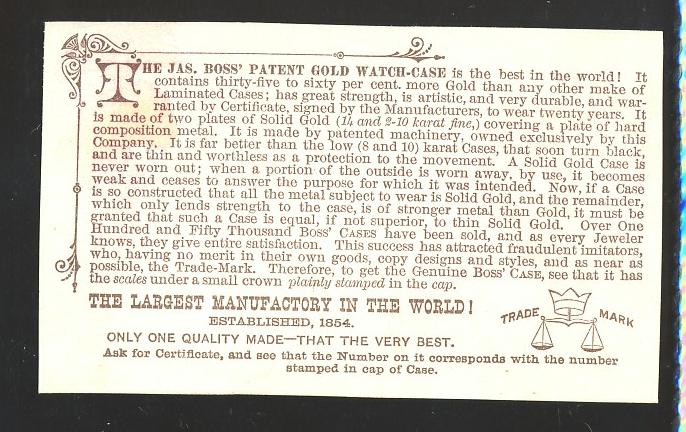 THE JAS. BOSS' PATENT GOLD WATCH-CASE is the best in the world! It
contains thirty-five to sixty per cent. more Gold than any other make of
Laminated Cases; has great strength, is artistic, and very durable, and war-
ranted by Certificate, signed by the Manufacturers, to wear twenty years. It
is made of two plates of Solid Gold (14 and 2-10 karat fine,) covering a plate of hard
composition metal. It is made by patented machinery, owned exclusively by this
Company. It is far better than the low (8 and 10) karat Cases, that soon turn black,
and are thin and worthless as a protection to the movement. A Solid Gold Case is
never worn out; when a portion of the outside is worn away, by use, it becomes
weak and ceases to answer the purpose for which it was intended. Now, if a Case
is so constructed that all the metal subject to wear is Solid Gold, and the remainder,
which only lends strength to the case, is of stronger metal than Gold, it must be
granted that such a Case is equal, if not superior, to thin Solid Gold. Over One
Hundred and Fifty Thousand BOSS' CASES have been sold, and as every Jeweler
knows, they give entire satisfaction. This success has attracted fraudulent imitators,
who, having no merit in their own goods, copy designs and styles, and as near as
possible, the Trade-Mark. Therefore, to get the Genuine BOSS' CASE, see that it has
the scales under a small crown plainly stamped in the cap.
THE LARGEST MANUFACTORY IN THE WORLD!
ESTABLISHED, 1854.
TRADE MARK
ONLY ONE QUALITY MADE—THAT THE VERY BEST.
Ask for Certificate, and see that the Number on it corresponds with the number
stamped in cap of Case.